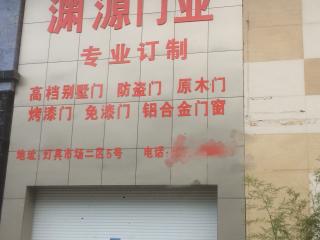 渊源门业
专业订制
高档别墅门 防盗门 原木门
烤漆门 免漆门 铝合金门窗
地址:灯具市场二区5号 电话: